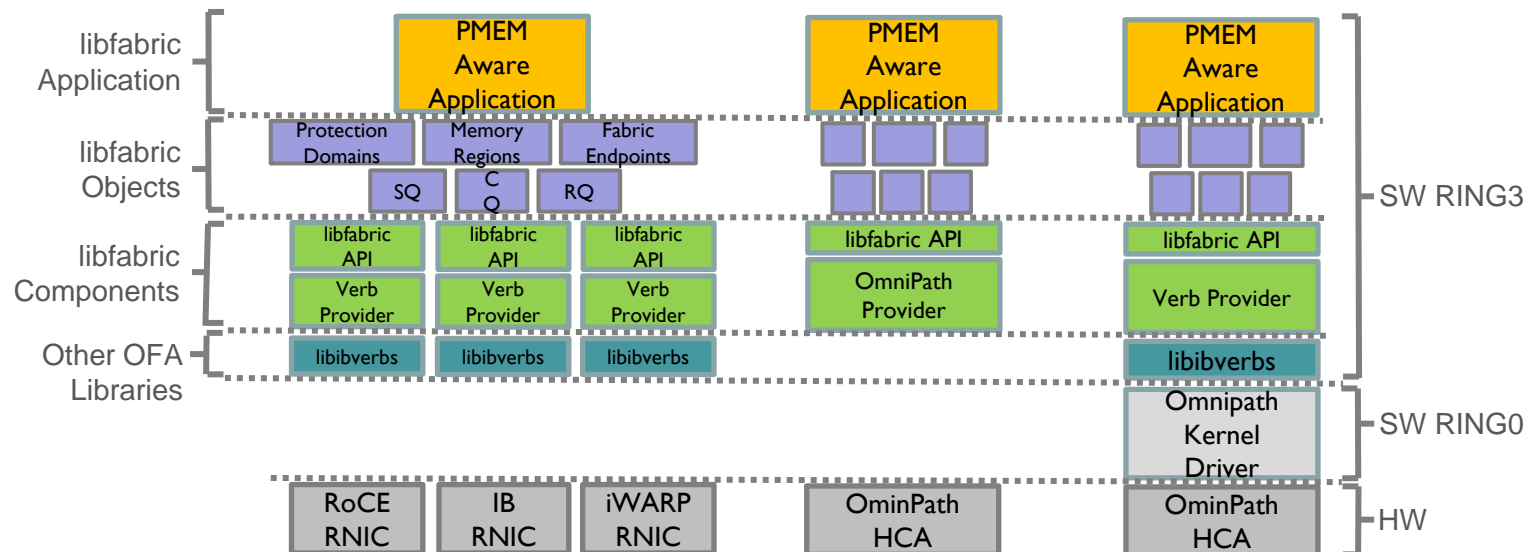 libfabric
Application
PMEM
Aware
Application
PMEM
Aware
Application
PMEM
Aware
Application
libfabric
Objects
Protection
Domains
Memory
Regions
Fabric
Endpoints
SQ
C
Q
RQ
SW RING3
libfabric
Components
libfabric
API
libfabric
API
libfabric
API
libfabric API
libfabric API
Verb
Provider
Verb
Provider
Verb
Provider
OmniPath
Provider
Verb Provider
Other OFA
Libraries
libibverbs
libibverbs
libibverbs
libibverbs
Omnipath
Kernel
Driver
SW RING0
RoCE
RNIC
IB
RNIC
iWARP
RNIC
OminPath
HCA
OminPath
HCA
HW